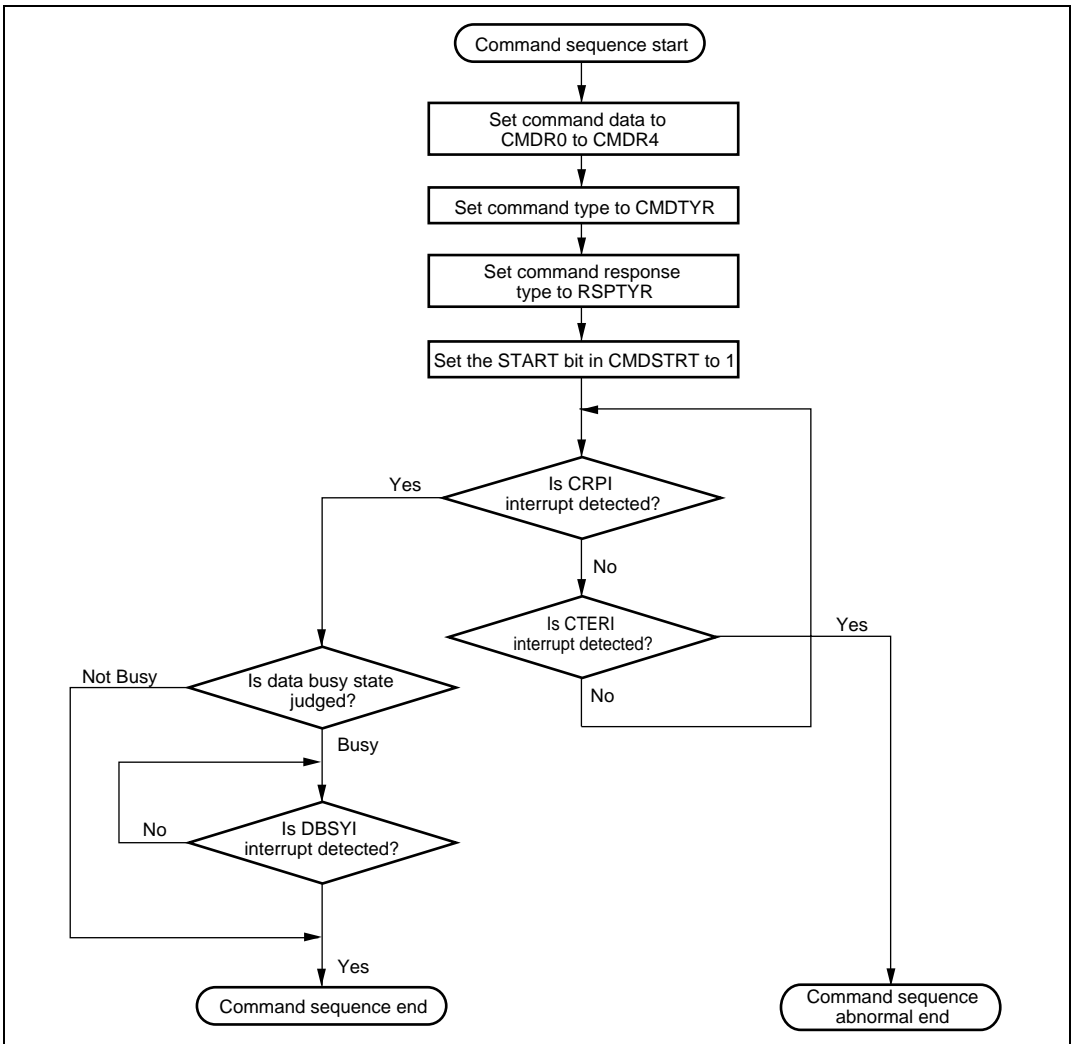 Command sequence start
Set command data to
CMDR0 to CMDR4
Set command type to CMDTYR
Set command response
type to RSPTYR
Set the START bit in CMDSTRT to 1
Is CRPI
interrupt detected?
Yes
No
Is CTERI
interrupt detected?
Yes
No
Is data busy state
judged?
Not Busy
Busy
Is DBSYI
interrupt detected?
No
Yes
Command sequence end
Command sequence
abnormal end